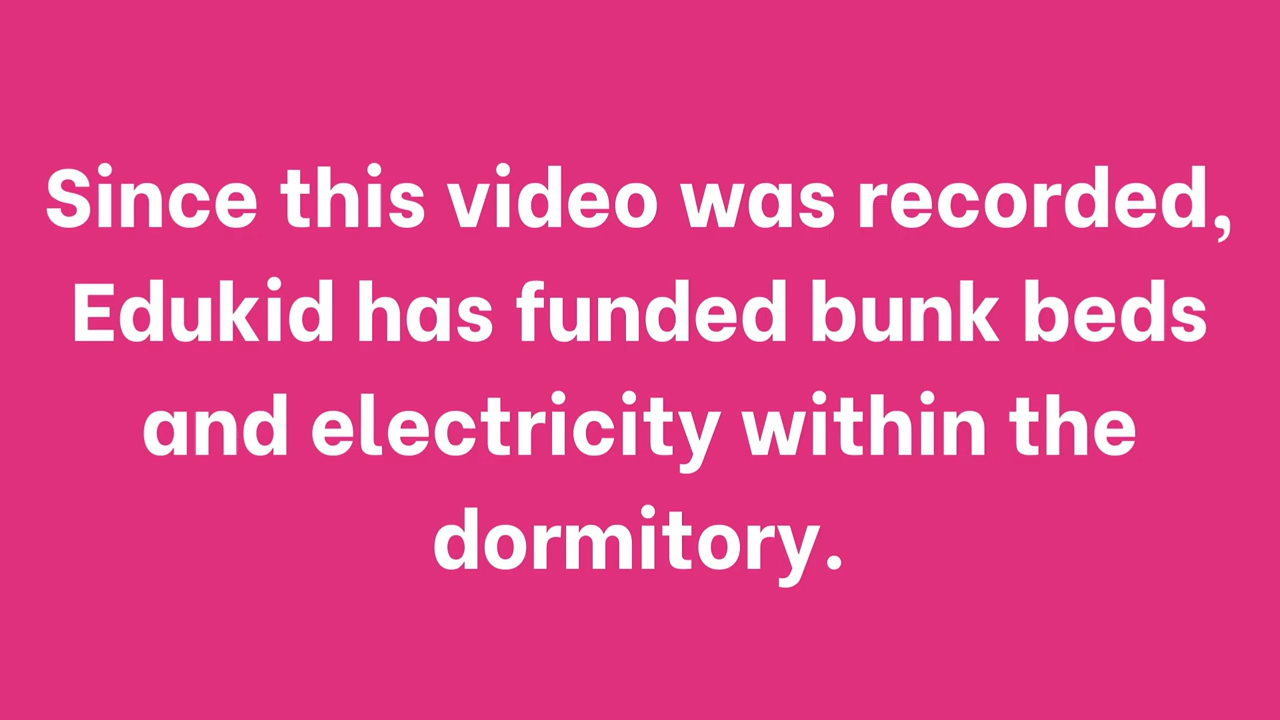 Since this video was recorded,
Edukid has funded bunk beds
and electricity within the
dormitory.